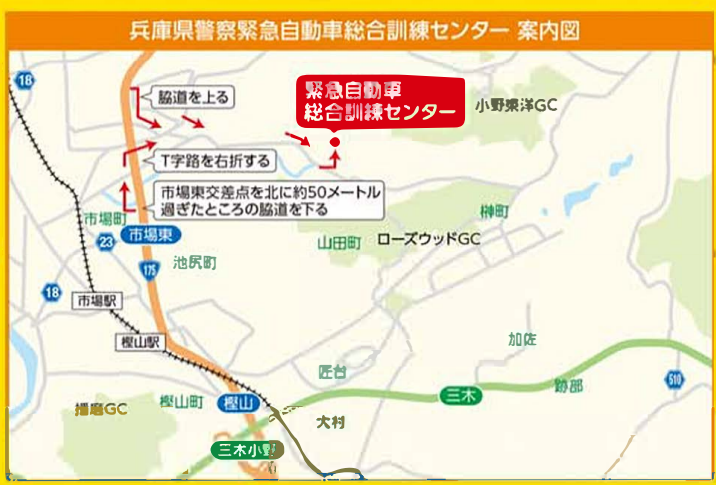 兵庫県警察緊急自動車総合訓練センター 案内図
18
脇道を上る
緊急自動車
総合訓練センター
小野東洋GC
T字路を右折する
市場東交差点を北に約50メートル
過ぎたところの脇道を下る
市場町
榊町
23
市場東
山田町
ローズウッドGC
175
池尻町
18
市場駅
樫山駅
加佐
匠台
510
跡部
三木
播磨GC
樫山町
樫山
大村
三木小野